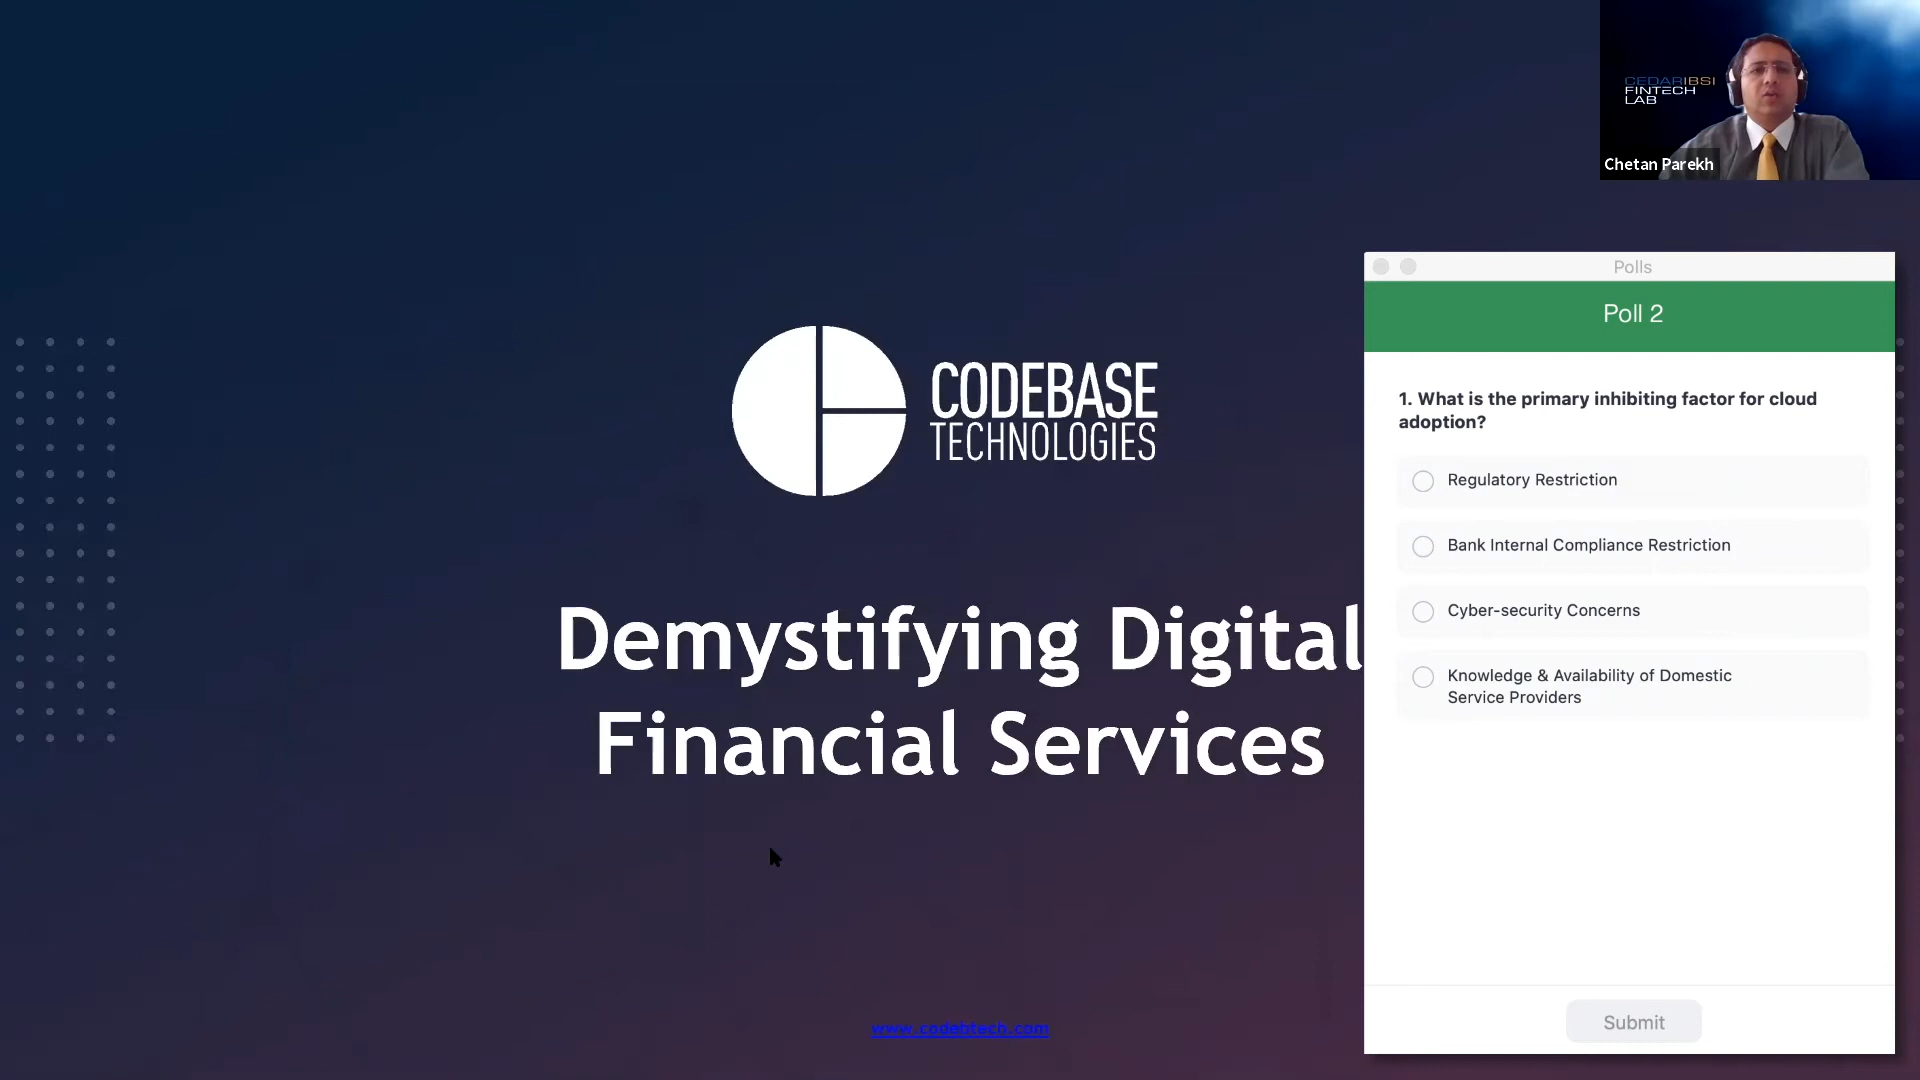 CEDARIBSI
FINTECH
LAB
Chetan Parekh
CODEBASE
TECHNOLOGIES
Demystifying Digital
Financial Services
www.codebtech.com
Polls
Poll 2
1. What is the primary inhibiting factor for cloud
adoption?
Regulatory Restriction
Bank Internal Compliance Restriction
Cyber-security Concerns
Knowledge & Availability of Domestic
Service Providers
Submit